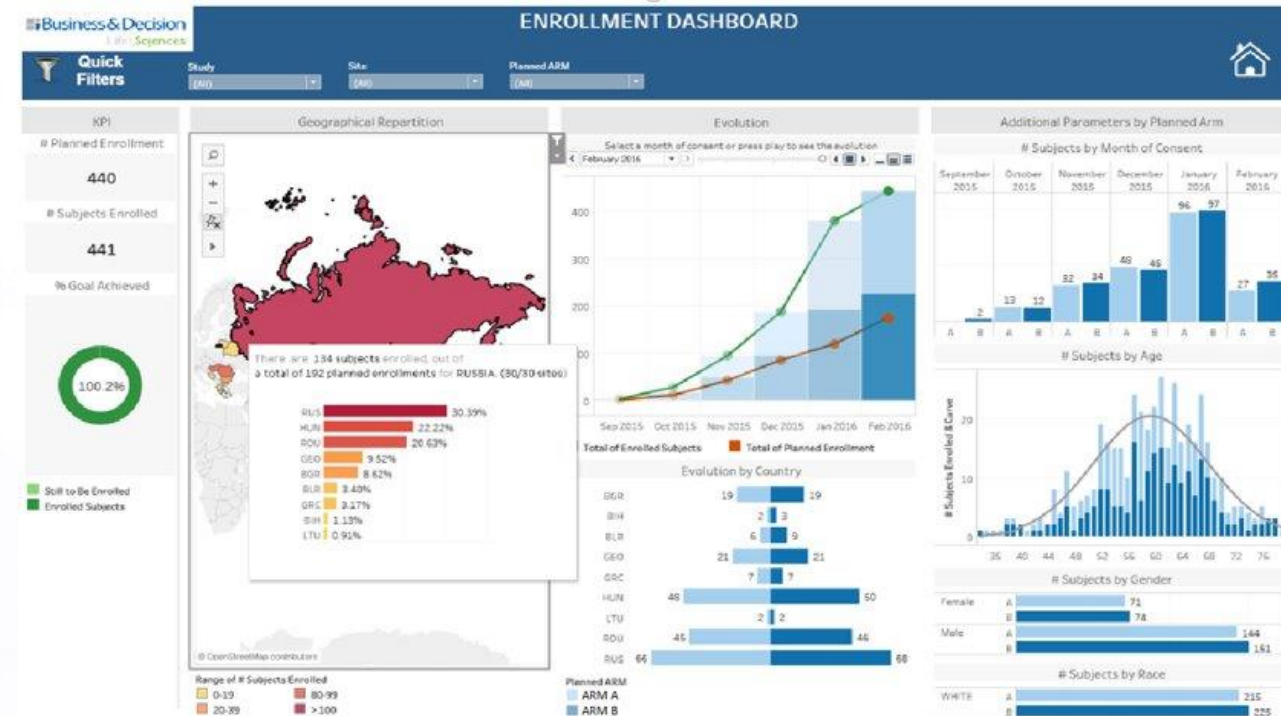 Business & Decision
Life Sciences
ENROLLMENT DASHBOARD
Quick Filters
Study
(All)
Site
(All)
Planned ARM
(All)
KPI
# Planned Enrollment
440
# Subjects Enrolled
441
% Goal Achieved
100.2%
Still to Be Enrolled
Enrolled Subjects
Geographical Repartition
There are 134 subjects enrolled, out of
a total of 192 planned enrollments for RUSSIA. (30/30 sites)
RUS 30.39%
HUN 22.22%
ROU 20.63%
GEO 9.52%
BGR 8.62%
BLR 3.40%
GRC 3.17%
BIH 1.13%
LTU 0.91%
© OpenStreetMap contributors
Range of # Subjects Enrolled
0-19
80-99
20-39
>100
Evolution
Select a month of consent or press play to see the evolution
February 2016
400
300
200
0
Sep 2015 Oct 2015 Nov 2015 Dec 2015 Jan 2016 Feb 2016
Total of Enrolled Subjects
Total of Planned Enrollment
Evolution by Country
BGR 19 19
BIH 2 3
BLR 6 9
GEO 21 21
GRC 7 7
HUN 48 50
LTU 2 2
ROU 45 46
RUS 66 68
Planned ARM
ARM A
ARM B
Additional Parameters by Planned Arm
# Subjects by Month of Consent
September 2015 October 2015 November 2015 December 2015 January 2016 February 2016
2 13 12 32 34 48 46 96 97 27 35
A B A B A B A B A B A B
# Subjects by Age
# Subjects Enrolled & Curve
20
10
0
36 40 44 48 52 56 60 64 68 72 76
# Subjects by Gender
Female A 71
B 74
Male A 144
B 151
# Subjects by Race
WHITE A 215
B 225